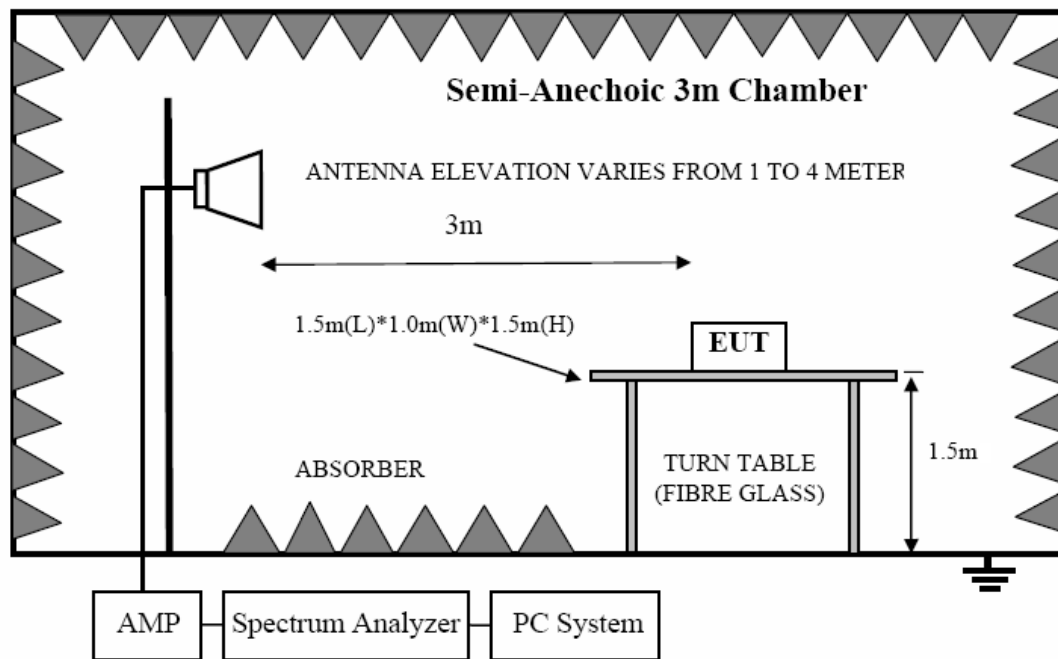 Semi-Anechoic 3m Chamber
ANTENNA ELEVATION VARIES FROM 1 TO 4 METER
3m
1.5m(L)*1.0m(W)*1.5m(H)
EUT
1.5m
ABSORBER
TURN TABLE
(FIBRE GLASS)
AMP
Spectrum Analyzer
PC System